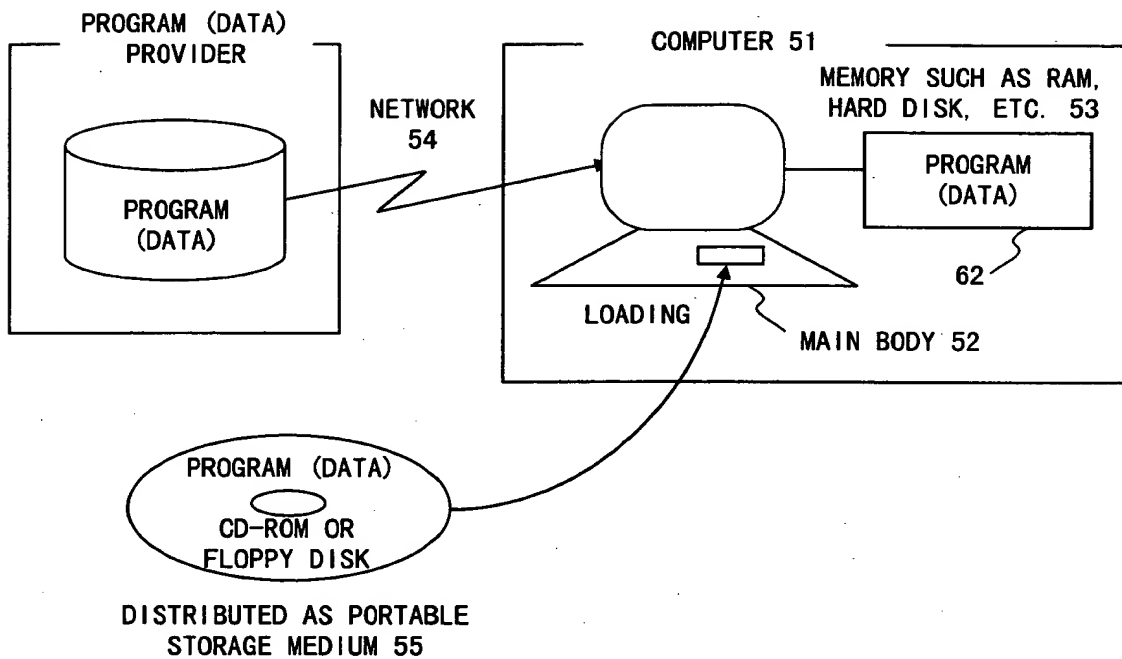 PROGRAM (DATA)
PROVIDER
PROGRAM
(DATA)
NETWORK
54
COMPUTER 51
MEMORY SUCH AS RAM,
HARD DISK, ETC. 53
PROGRAM
(DATA)
62
LOADING
MAIN BODY 52
PROGRAM (DATA)
CD-ROM OR
FLOPPY DISK
DISTRIBUTED AS PORTABLE
STORAGE MEDIUM 55